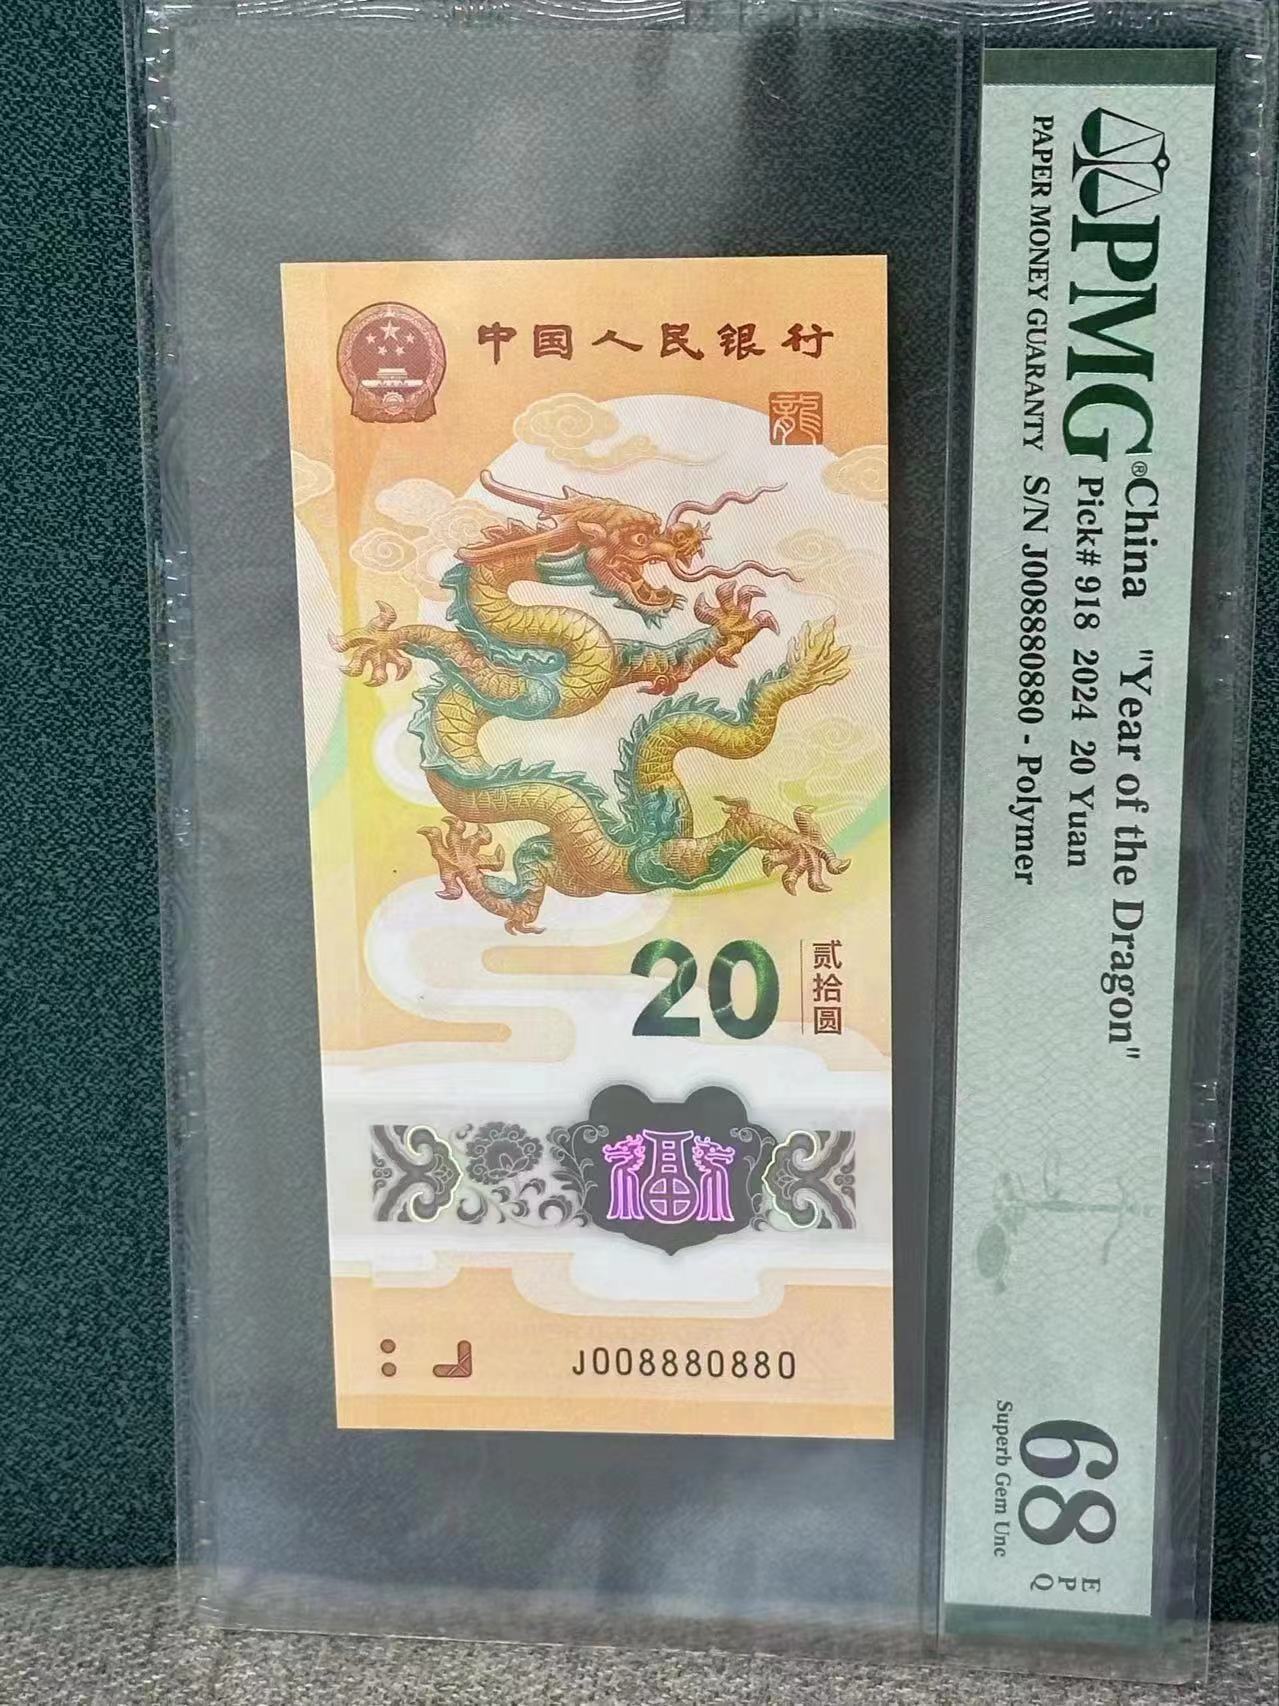 中国人民银行
龍
20
贰拾圆
福
J008880880
PMG®
PAPER MONEY GUARANTY
China "Year of the Dragon"
Pick# 918 2024 20 Yuan
S/N J008880880 - Polymer
68
EPQ
Superb Gem Unc